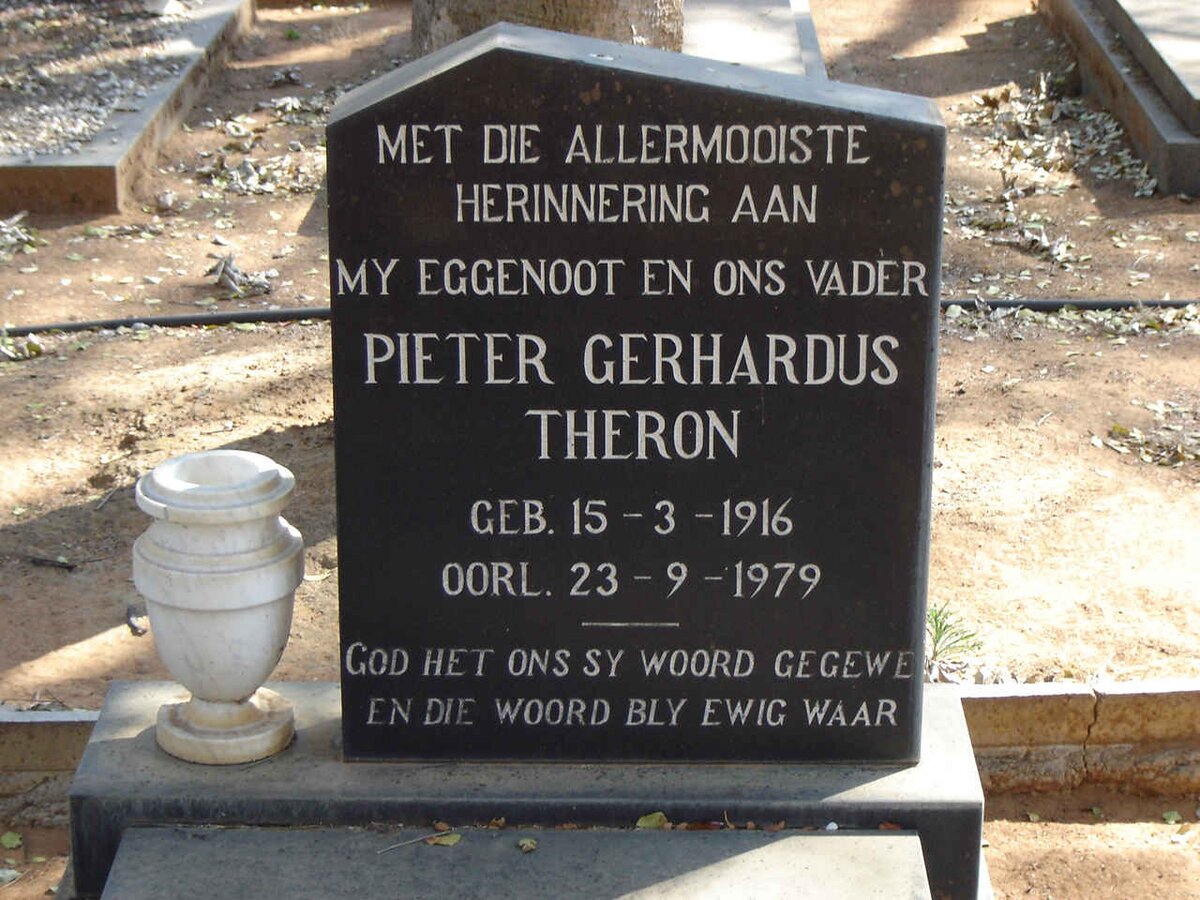 MET DIE ALLERMOOISTE
HERINNERING AAN
MY EGGENOOT EN ONS VADER
PIETER GERHARDUS
THERON
GEB. 15 - 3 - 1916
OORL. 23 - 9 - 1979
GOD HET ONS SY WOORD GEGEWE
EN DIE WOORD BLY EWIG WAAR